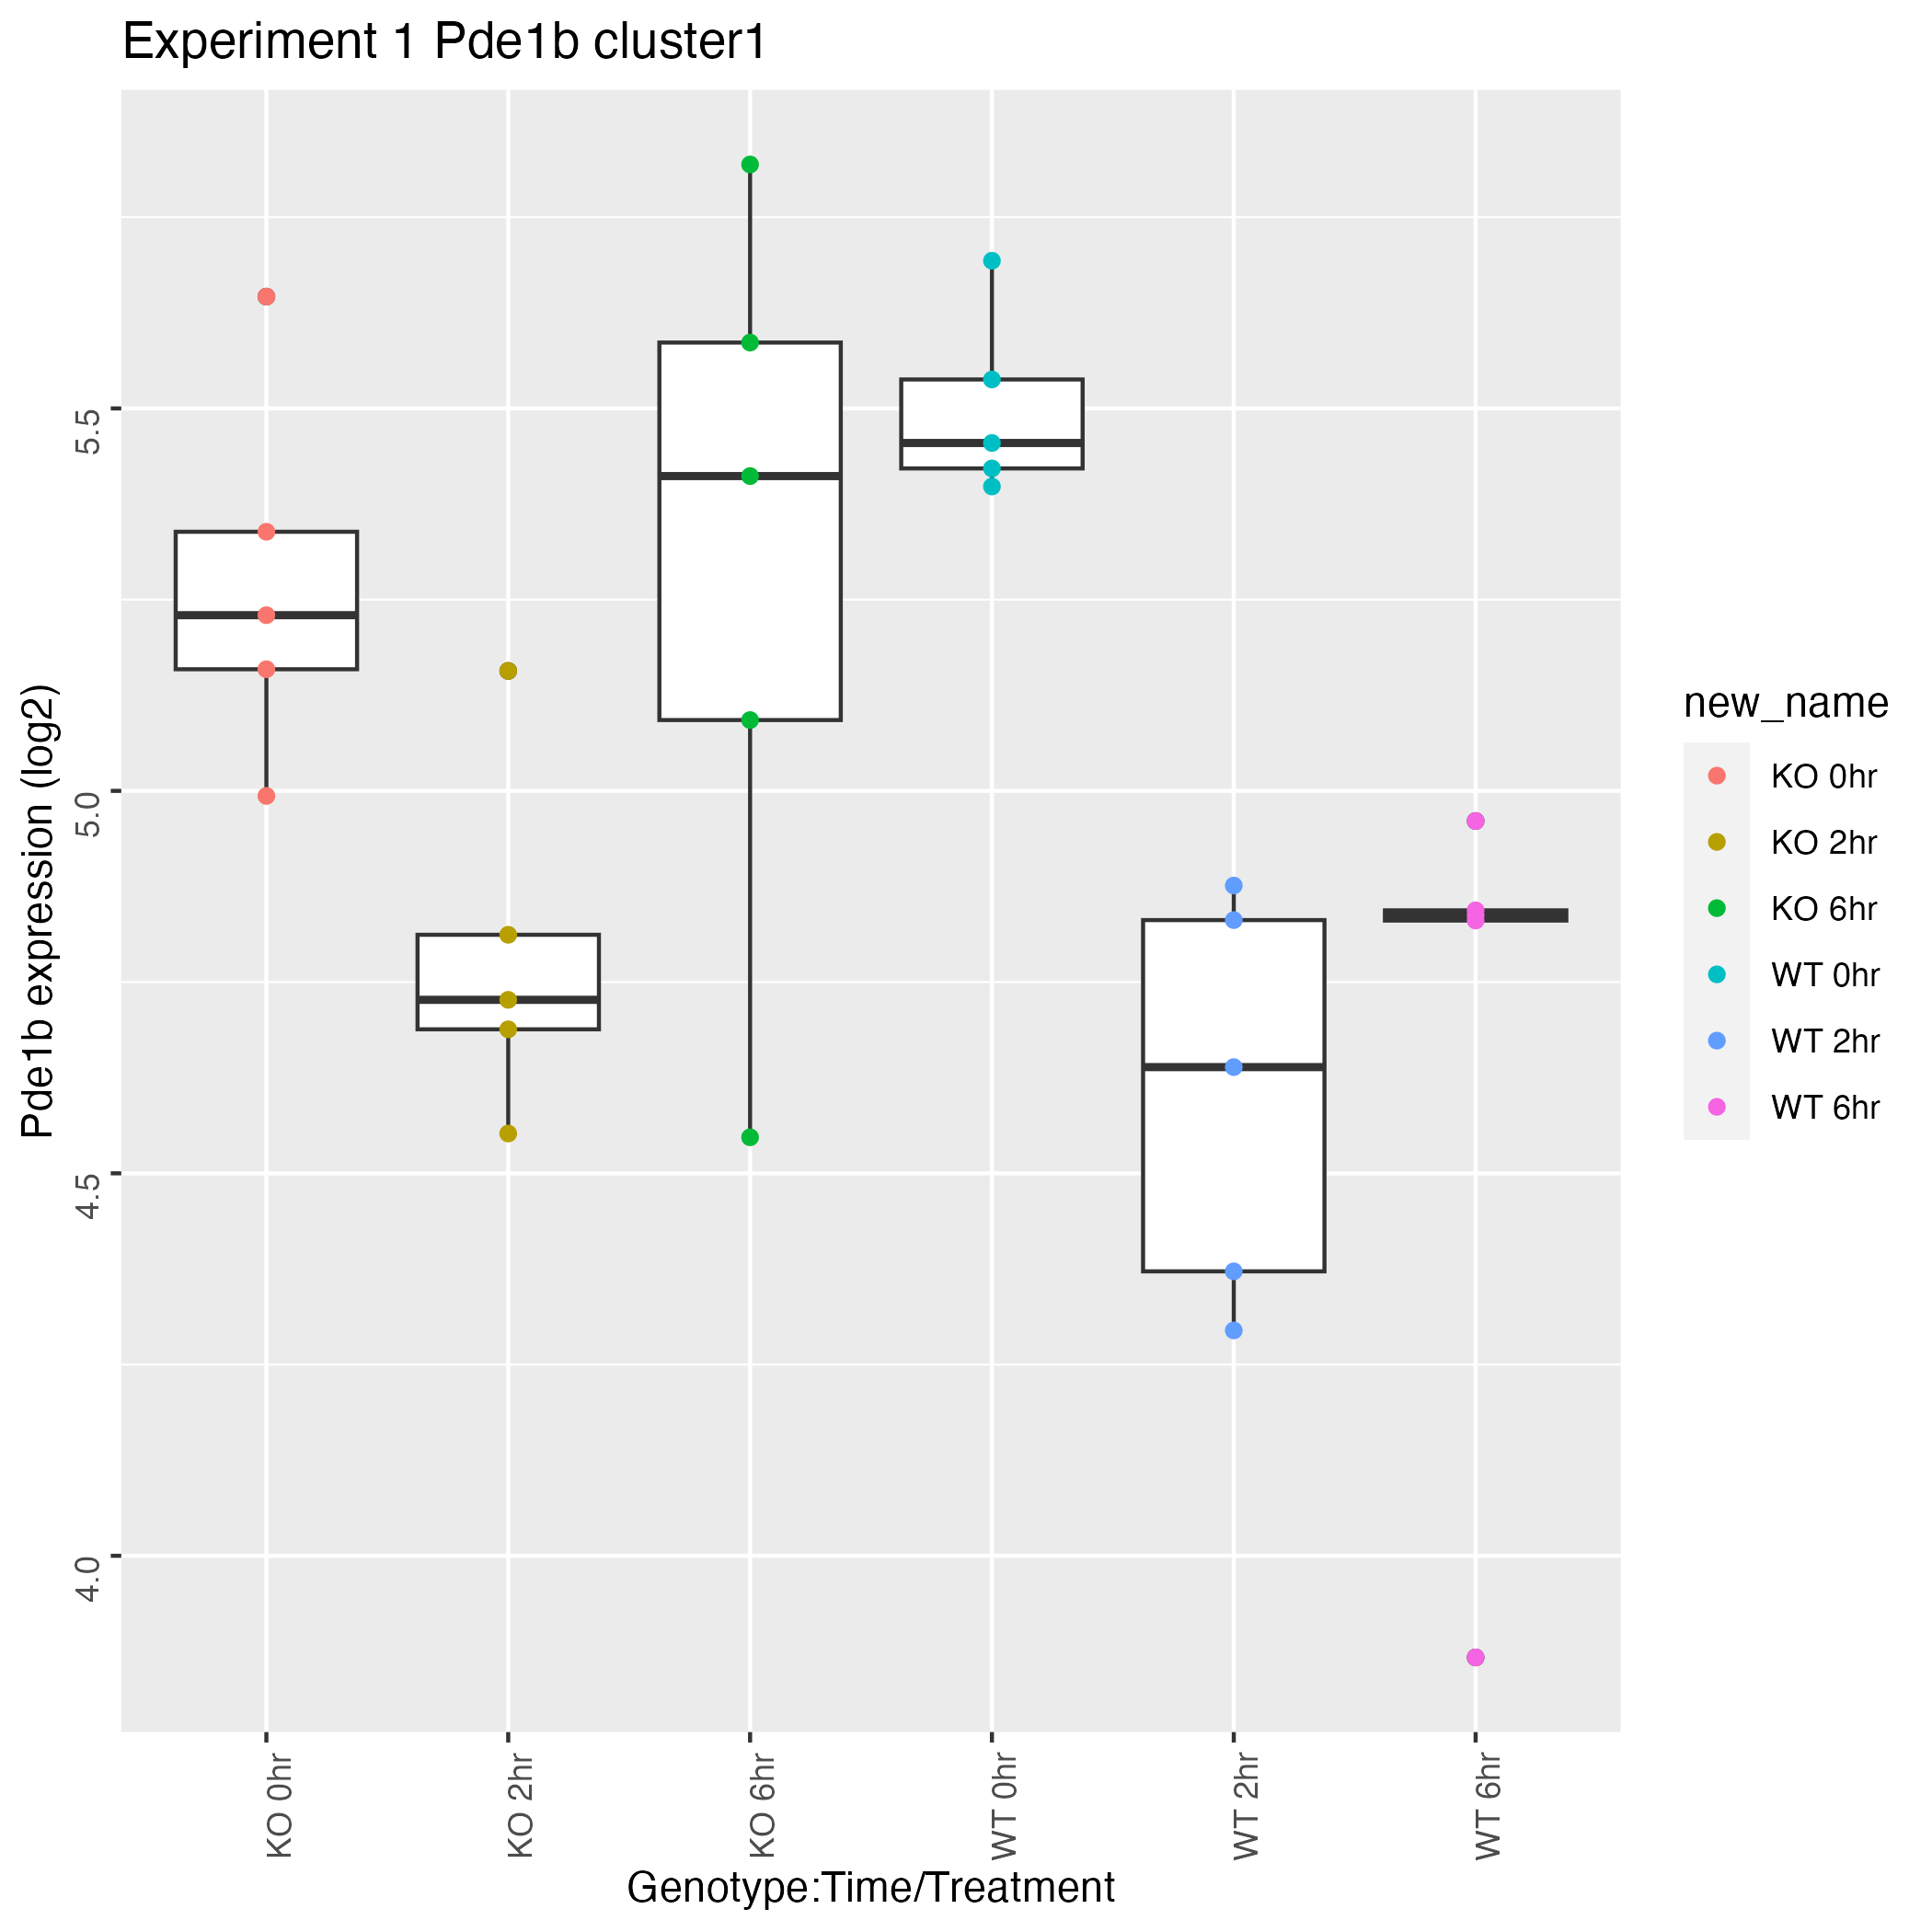 Experiment 1 Pde1b cluster1
Pde1b expression (log2)
5.5
5.0
4.5
4.0
KO 0hr
KO 2hr
KO 6hr
WT 0hr
WT 2hr
WT 6hr
Genotype:Time/Treatment
new_name
KO 0hr
KO 2hr
KO 6hr
WT 0hr
WT 2hr
WT 6hr